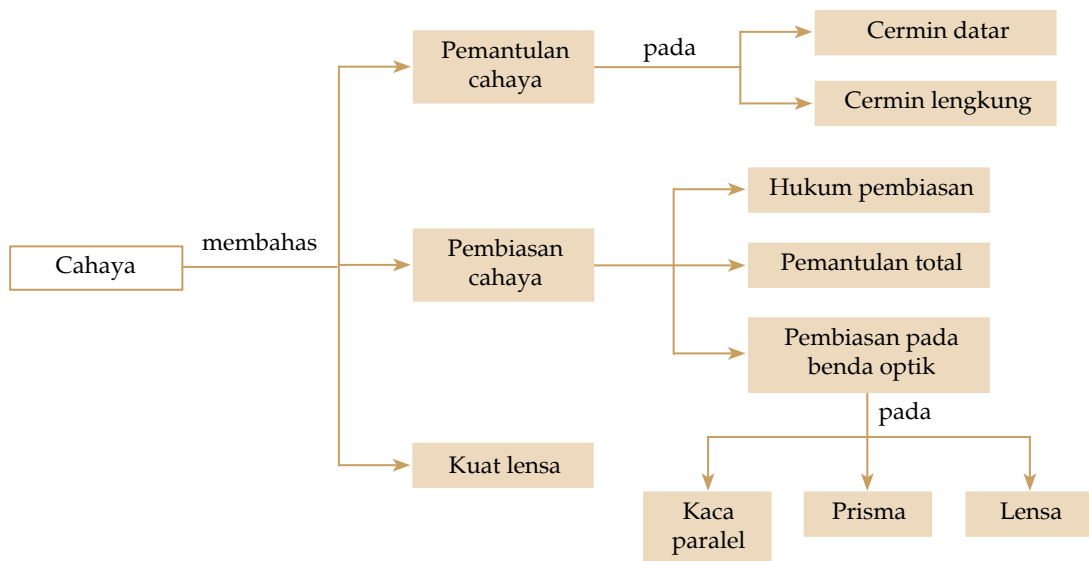 Cahaya
membahas
Pemantulan
cahaya
pada
Cermin datar
Cermin lengkung
Pembiasan
cahaya
Hukum pembiasan
Pemantulan total
Pembiasan pada
benda optik
pada
Kaca
paralel
Prisma
Lensa
Kuat lensa